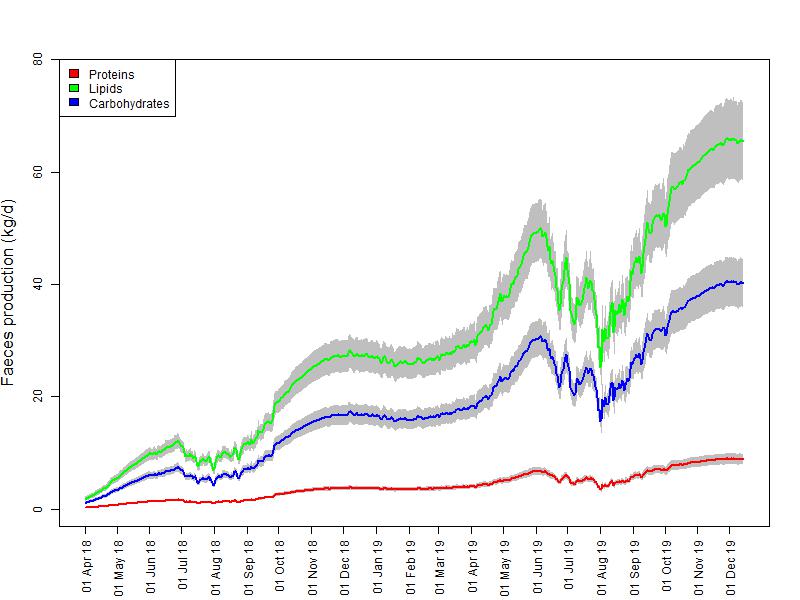 Proteins
Lipids
Carbohydrates
Faeces production (kg/d)
80
60
40
20
0
01 Apr 18
01 May 18
01 Jun 18
01 Jul 18
01 Aug 18
01 Sep 18
01 Oct 18
01 Nov 18
01 Dec 18
01 Jan 19
01 Feb 19
01 Mar 19
01 Apr 19
01 May 19
01 Jun 19
01 Jul 19
01 Aug 19
01 Sep 19
01 Oct 19
01 Nov 19
01 Dec 19